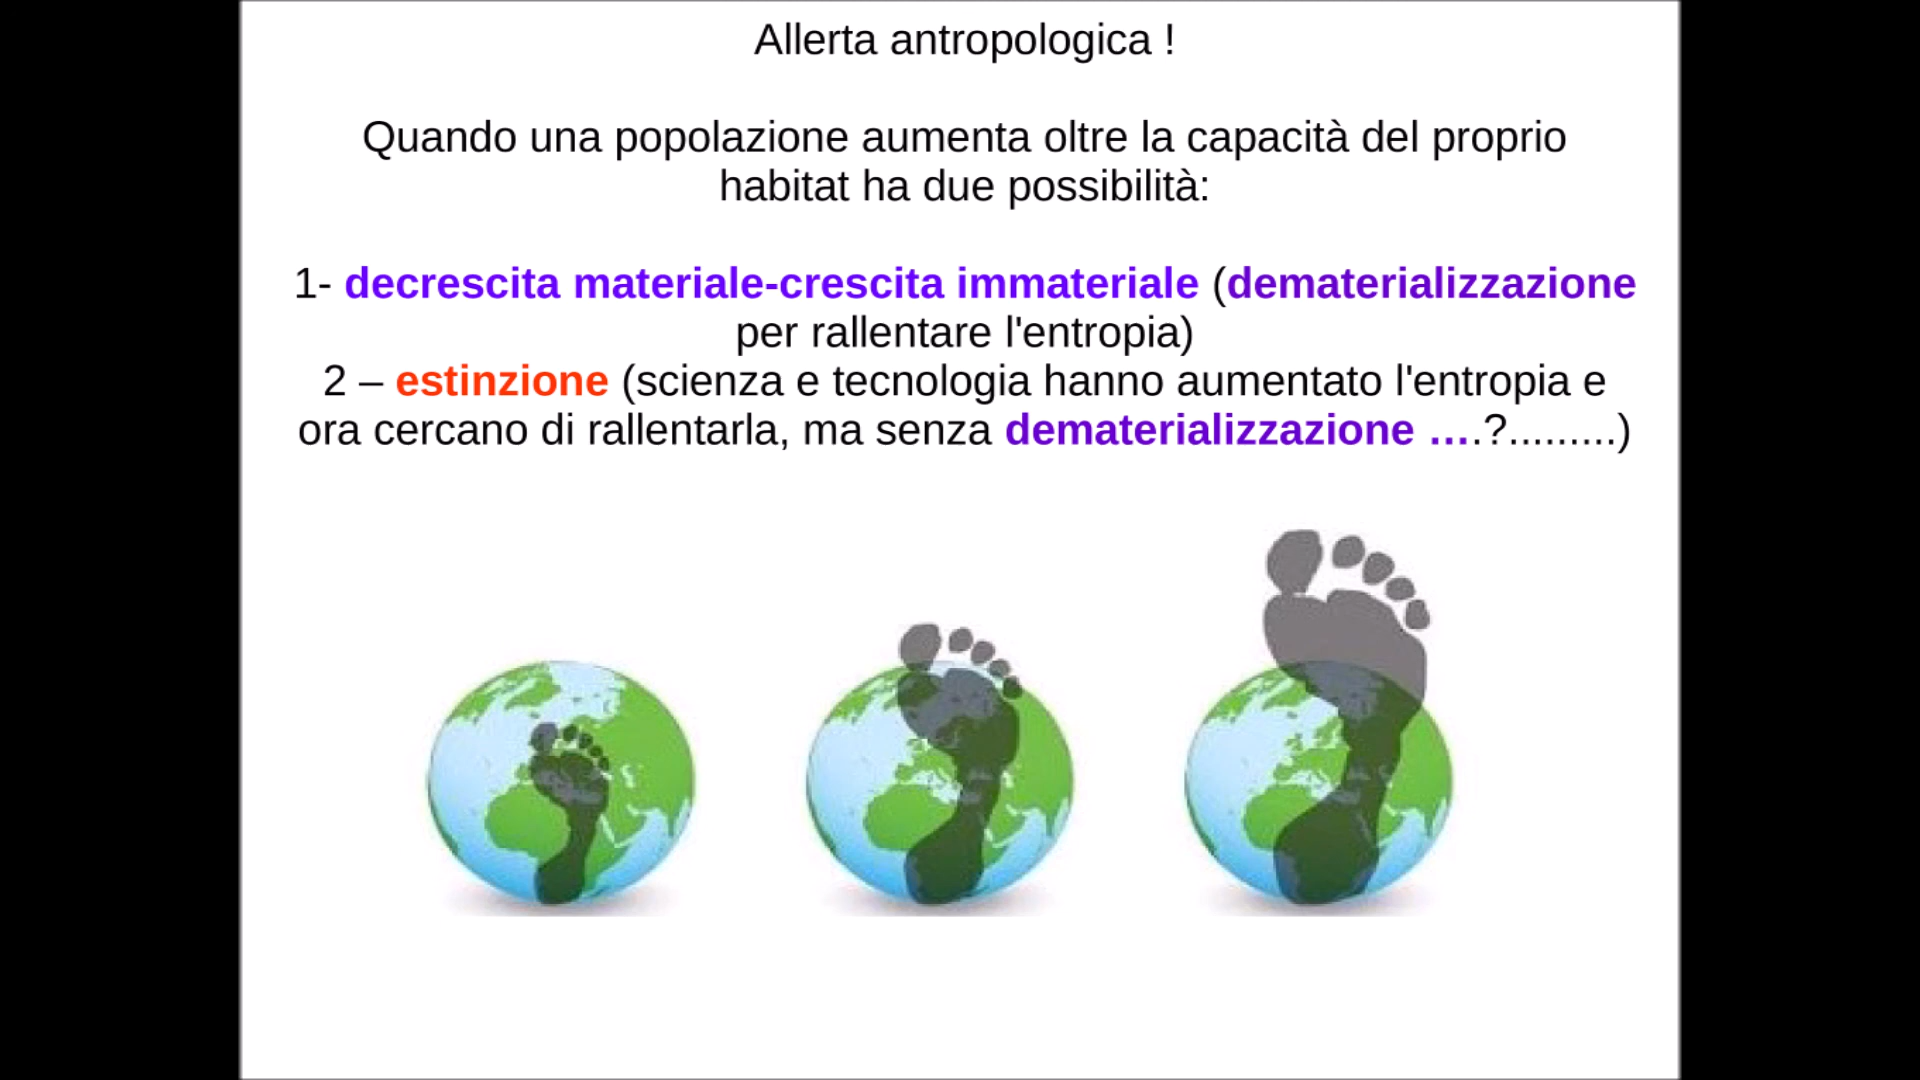 Allerta antropologica !
Quando una popolazione aumenta oltre la capacità del proprio
habitat ha due possibilità:
1- decrescita materiale-crescita immateriale (dematerializzazione
per rallentare l'entropia)
2 – estinzione (scienza e tecnologia hanno aumentato l'entropia e
ora cercano di rallentarla, ma senza dematerializzazione ….?.........)